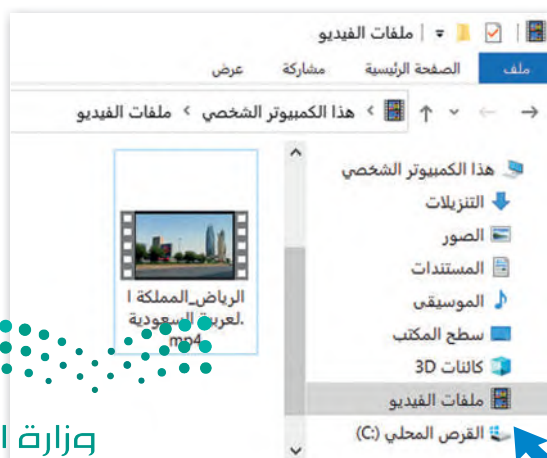 ملفات الفيديو
ملف الصفحة الرئيسية مشاركة عرض
هذا الكمبيوتر الشخصي > ملفات الفيديو
هذا الكمبيوتر الشخصي
التنزيلات
الصور
المستندات
الموسيقى
سطح المكتب
كائنات 3D
ملفات الفيديو
القرص المحلي (C:)
الرياض_المملكة ا
لعربية السعودية.
mp4
وزارة ا